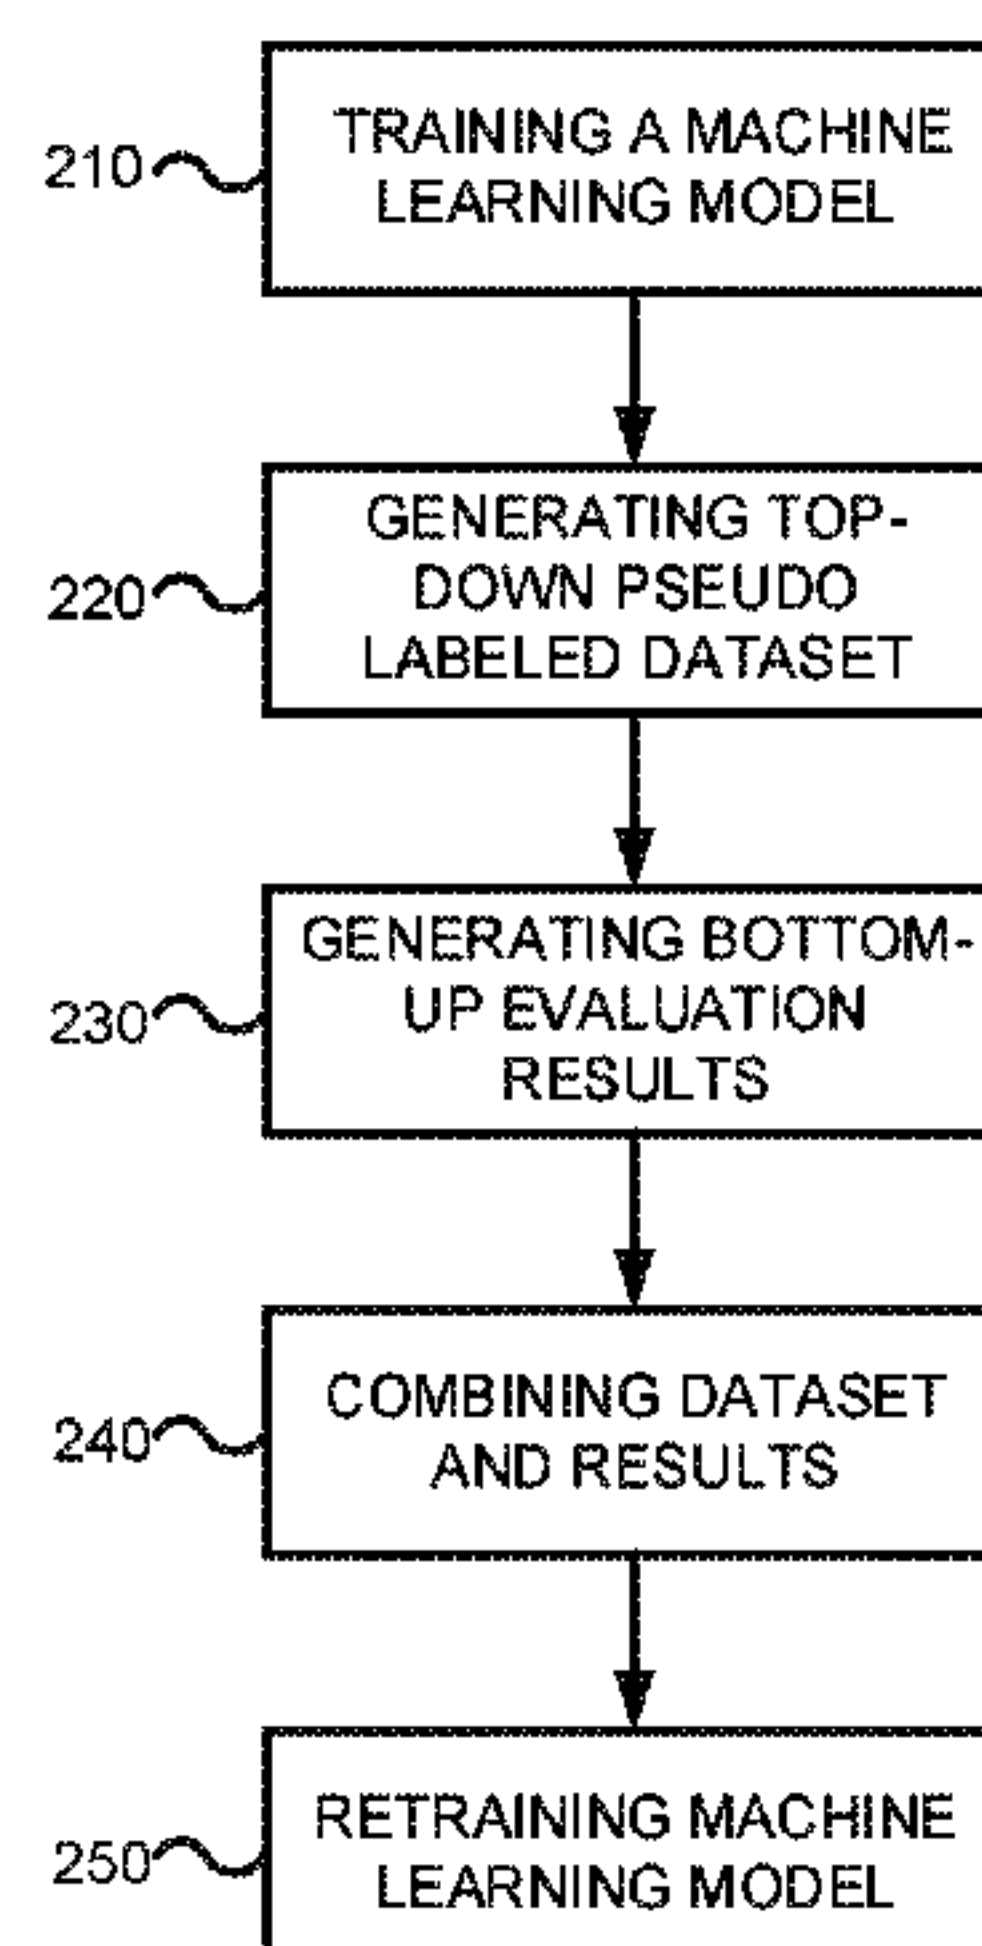 210
TRAINING A MACHINE
LEARNING MODEL
220
GENERATING TOP-
DOWN PSEUDO
LABELED DATASET
230
GENERATING BOTTOM-
UP EVALUATION
RESULTS
240
COMBINING DATASET
AND RESULTS
250
RETRAINING MACHINE
LEARNING MODEL